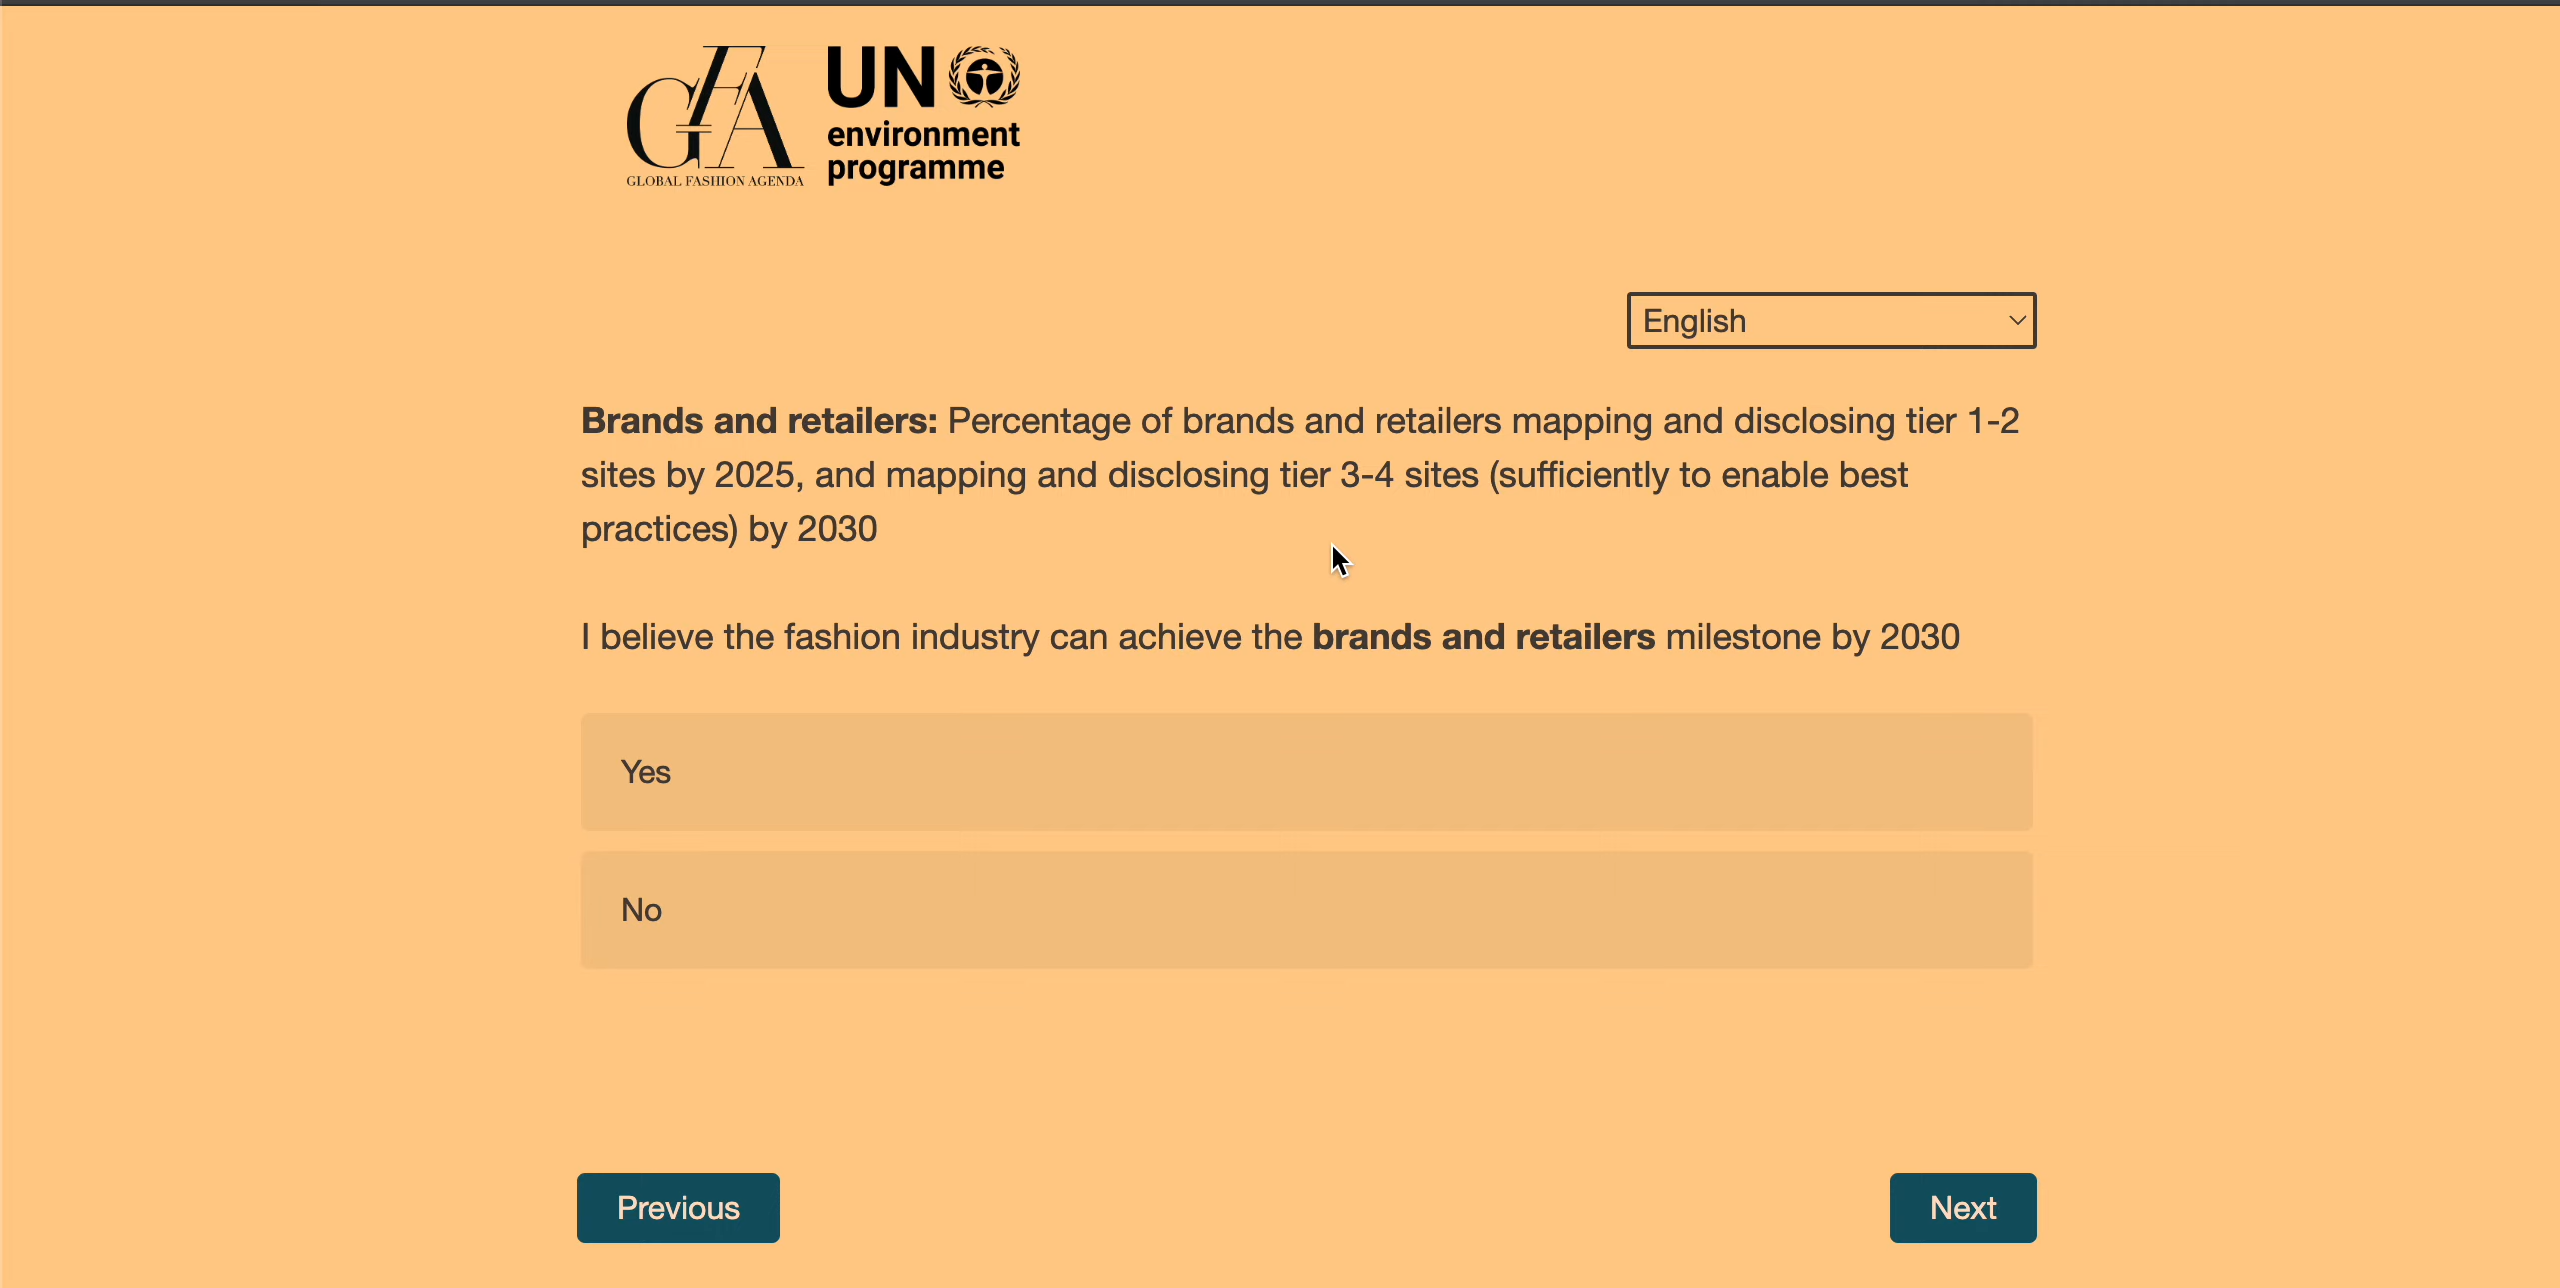 GFA
GLOBAL FASHION AGENDA
UN
environment
programme
English
Brands and retailers: Percentage of brands and retailers mapping and disclosing tier 1-2
sites by 2025, and mapping and disclosing tier 3-4 sites (sufficiently to enable best
practices) by 2030
I believe the fashion industry can achieve the brands and retailers milestone by 2030
Yes
No
Previous
Next